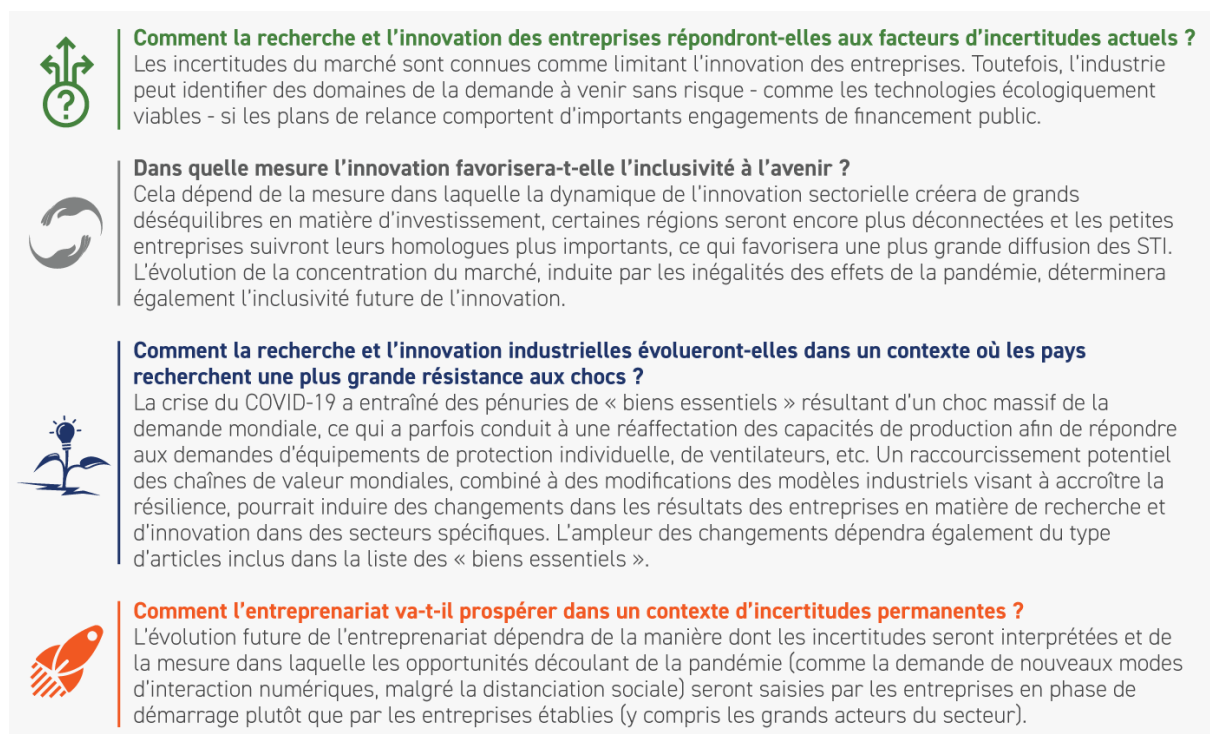 Comment la recherche et l’innovation des entreprises répondront-elles aux facteurs d’incertitudes actuels ?
Les incertitudes du marché sont connues comme limitant l’innovation des entreprises. Toutefois, l’industrie
peut identifier des domaines de la demande à venir sans risque - comme les technologies écologiquement
viables - si les plans de relance comportent d’importants engagements de financement public.
Dans quelle mesure l’innovation favorisera-t-elle l’inclusivité à l’avenir ?
Cela dépend de la mesure dans laquelle la dynamique de l’innovation sectorielle créera de grands
déséquilibres en matière d’investissement, certaines régions seront encore plus déconnectées et les petites
entreprises suivront leurs homologues plus importants, ce qui favorisera une plus grande diffusion des STI.
L’évolution de la concentration du marché, induite par les inégalités des effets de la pandémie, déterminera
également l’inclusivité future de l’innovation.
Comment la recherche et l’innovation industrielles évolueront-elles dans un contexte où les pays
recherchent une plus grande résistance aux chocs ?
La crise du COVID-19 a entraîné des pénuries de « biens essentiels » résultant d’un choc massif de la
demande mondiale, ce qui a parfois conduit à une réaffectation des capacités de production afin de répondre
aux demandes d’équipements de protection individuelle, de ventilateurs, etc. Un raccourcissement potentiel
des chaînes de valeur mondiales, combiné à des modifications des modèles industriels visant à accroître la
résilience, pourrait induire des changements dans les résultats des entreprises en matière de recherche et
d’innovation dans des secteurs spécifiques. L’ampleur des changements dépendra également du type
d’articles inclus dans la liste des « biens essentiels ».
Comment l’entreprenariat va-t-il prospérer dans un contexte d’incertitudes permanentes ?
L’évolution future de l’entreprenariat dépendra de la manière dont les incertitudes seront interprétées et de
la mesure dans laquelle les opportunités découlant de la pandémie (comme la demande de nouveaux modes
d’interaction numériques, malgré la distanciation sociale) seront saisies par les entreprises en phase de
démarrage plutôt que par les entreprises établies (y compris les grands acteurs du secteur).